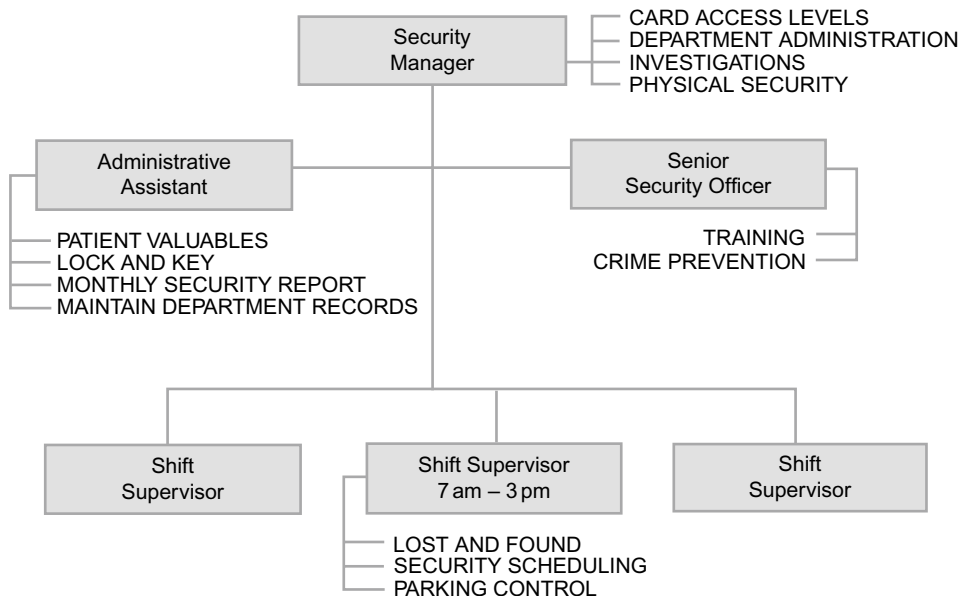 Security
Manager
CARD ACCESS LEVELS
DEPARTMENT ADMINISTRATION
INVESTIGATIONS
PHYSICAL SECURITY
Administrative
Assistant
PATIENT VALUABLES
LOCK AND KEY
MONTHLY SECURITY REPORT
MAINTAIN DEPARTMENT RECORDS
Senior
Security Officer
TRAINING
CRIME PREVENTION
Shift
Supervisor
Shift Supervisor
7 am – 3 pm
LOST AND FOUND
SECURITY SCHEDULING
PARKING CONTROL
Shift
Supervisor